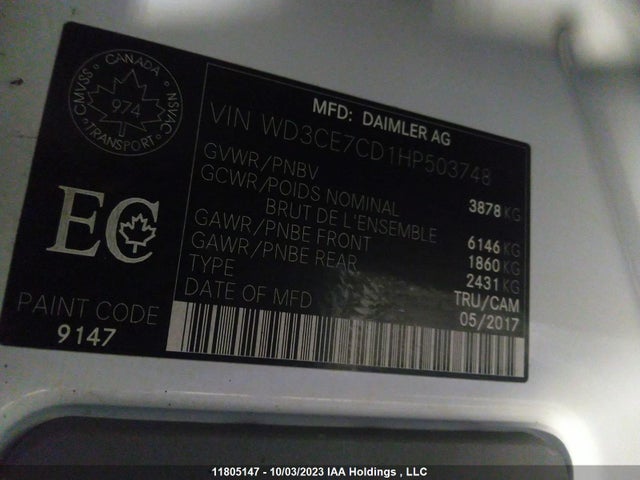 CANADA
CMVSS
NSVAC
974
TRANSPORT
MFD: DAIMLER AG
VIN WD3CE7CD1HP503748
GVWR/PNBV 3878 KG
GCWR/POIDS NOMINAL
BRUT DE L'ENSEMBLE 6146 KG
GAWR/PNBE FRONT 1860 KG
GAWR/PNBE REAR 2431 KG
TYPE TRU/CAM
DATE OF MFD 05/2017
EC
PAINT CODE
9147
11805147 - 10/03/2023 IAA Holdings , LLC